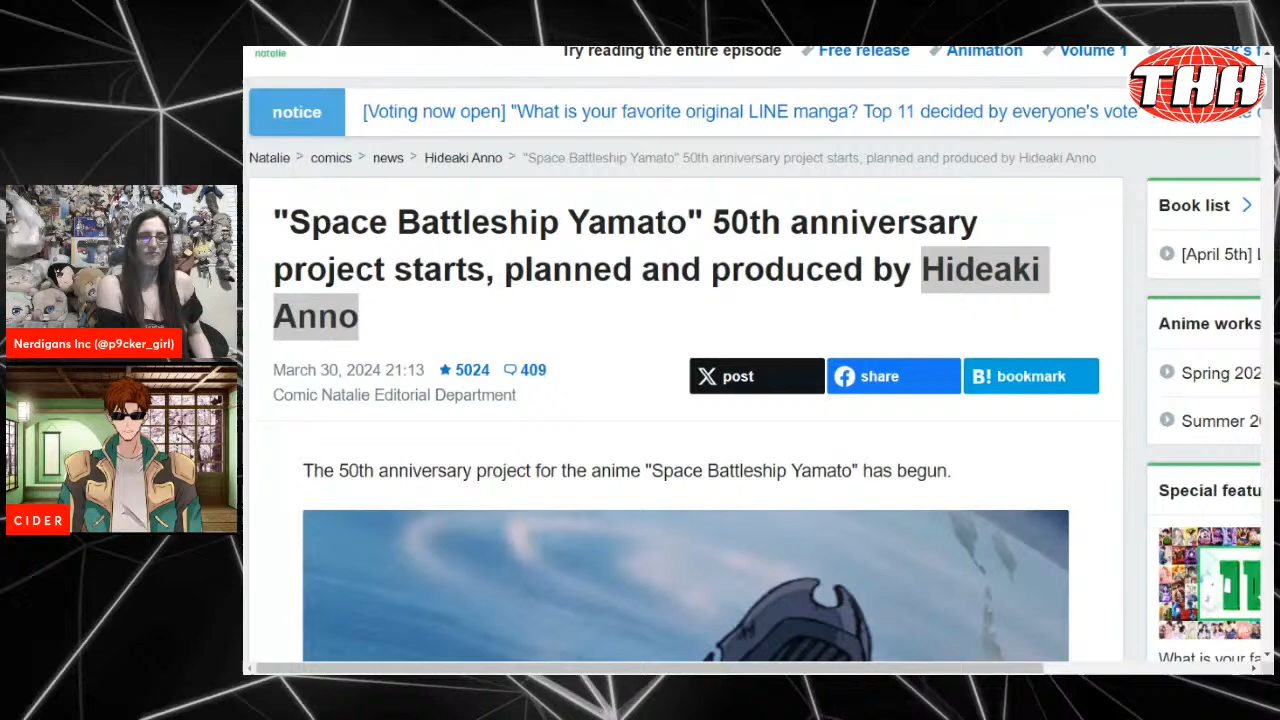 natalie
Try reading the entire episode
Free release
Animation
Volume 1
THH
notice
[Voting now open] "What is your favorite original LINE manga? Top 11 decided by everyone's vote
Natalie > comics > news > Hideaki Anno > "Space Battleship Yamato" 50th anniversary project starts, planned and produced by Hideaki Anno
"Space Battleship Yamato" 50th anniversary
project starts, planned and produced by Hideaki
Anno
March 30, 2024 21:13 ★ 5024 409
Comic Natalie Editorial Department
X post
share
B! bookmark
The 50th anniversary project for the anime "Space Battleship Yamato" has begun.
Book list >
[April 5th] L
Anime works
Spring 202
Summer 20
Special featu
11
What is your fa
Nerdigans Inc (@p9cker_girl)
CIDER